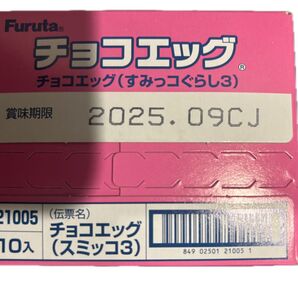 Furuta®
チョコエッグ®
チョコエッグ(すみっコぐらし3)
賞味期限 2025.09CJ
21005
(伝票名)
10入
チョコエッグ
(スミッコ3)
849 02501 21005 1